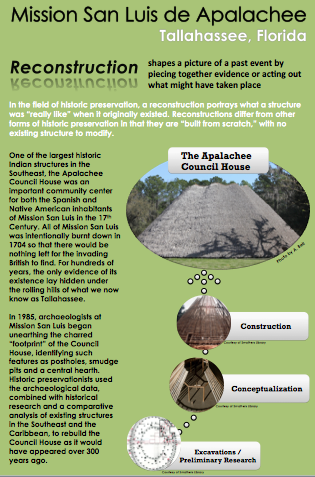 Mission San Luis de Apalachee
Tallahassee, Florida
Reconstruction
shapes a picture of a past event by
piecing together evidence or acting out
what might have taken place
In the field of historic preservation, a reconstruction portrays what a structure
was “really like” when it originally existed. Reconstructions differ from other
forms of historic preservation in that they are “built from scratch,” with no
existing structure to modify.
One of the largest historic
Indian structures in the
Southeast, the Apalachee
Council House was an
important community center
for both the Spanish and
Native American inhabitants
of Mission San Luis in the 17th
Century. All of Mission San Luis
was intentionally burnt down in
1704 so that there would be
nothing left for the invading
British to find. For hundreds of
years, the only evidence of its
existence lay hidden under
the rolling hills of what we now
know as Tallahassee.
In 1985, archaeologists at
Mission San Luis began
unearthing the charred
“footprint” of the Council
House, identifying such
features as postholes, smudge
pits and a central hearth.
Historic preservationists used
the archaeological data,
combined with historical
research and a comparative
analysis of existing structures
in the Southeast and the
Caribbean, to rebuild the
Council House as it would
have appeared over 300
years ago.
The Apalachee
Council House
Photo by A.
Construction
Courtesy of Smathers Library
Conceptualization
Courtesy of Smathers Library
Excavations /
Preliminary Research
Courtesy of Smathers Library